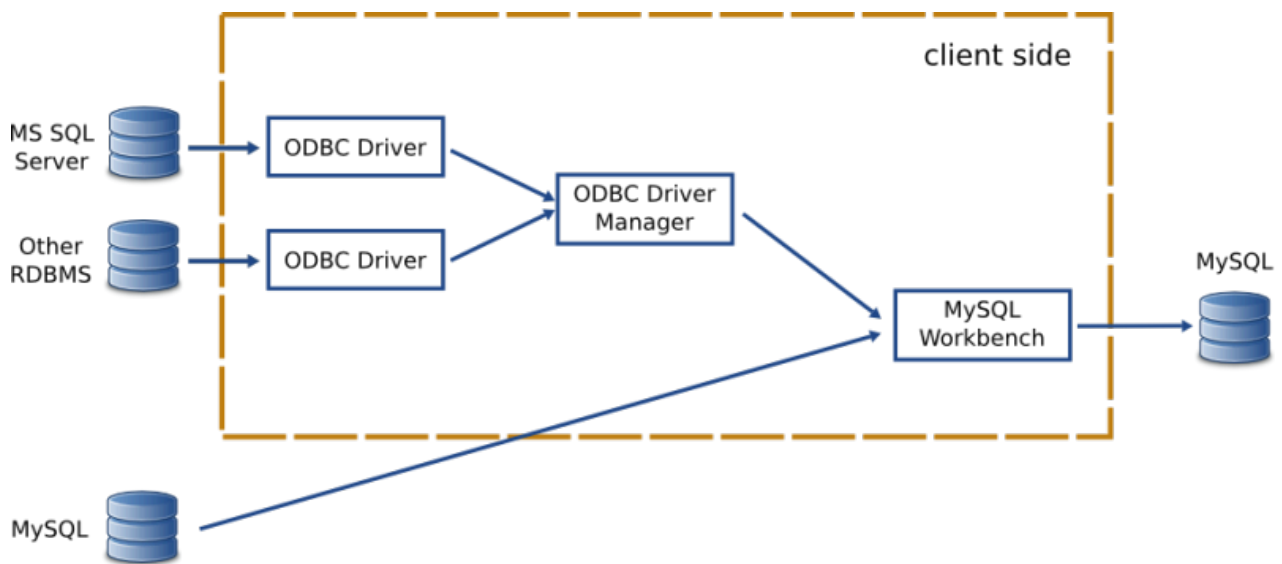 client side
MS SQL
Server
ODBC Driver
ODBC Driver
Manager
Other
RDBMS
ODBC Driver
MySQL
Workbench
MySQL
MySQL